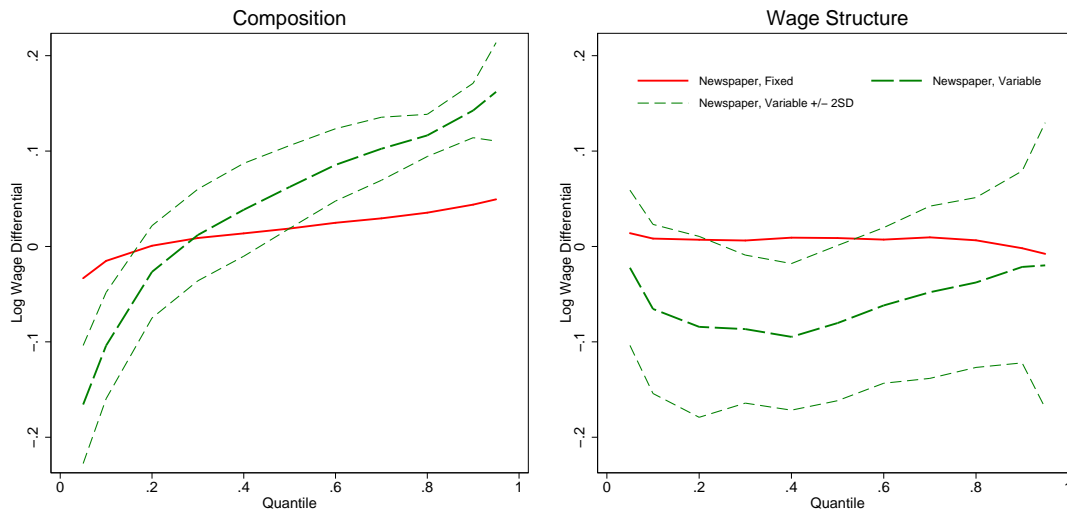 Composition
Log Wage Differential
.2
.1
0
-.1
-.2
0 .2 .4 .6 .8 1
Quantile
Wage Structure
Newspaper, Fixed
Newspaper, Variable
Newspaper, Variable +/- 2SD
Log Wage Differential
.2
.1
0
-.1
-.2
0 .2 .4 .6 .8 1
Quantile